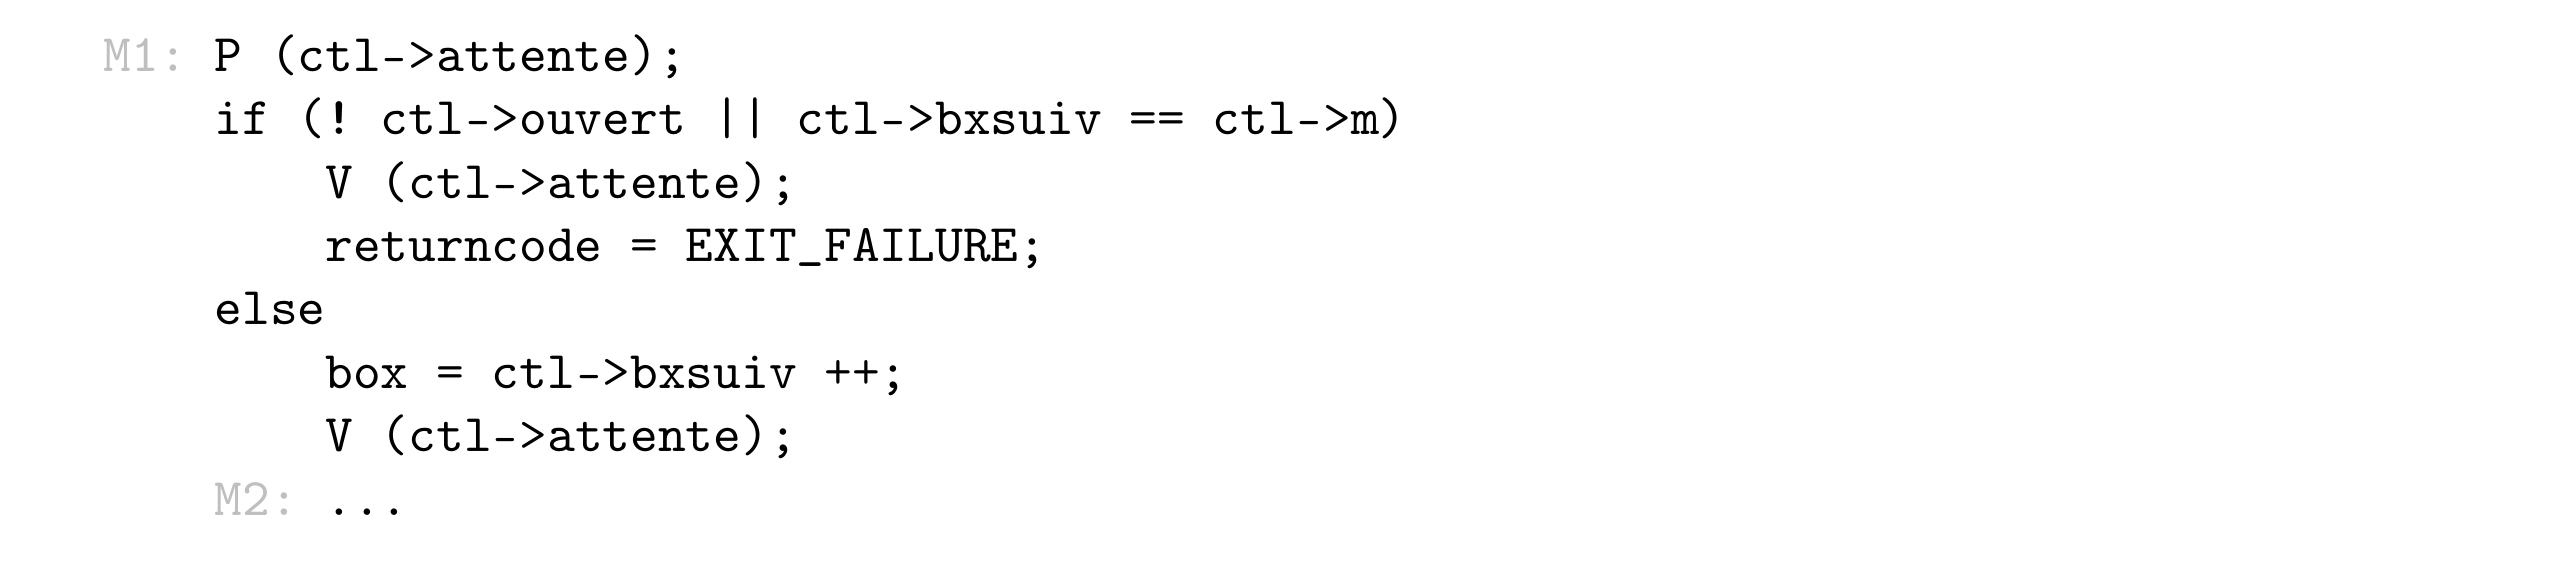 M1: P (ctl->attente);
if (! ctl->ouvert || ctl->bxsuiv == ctl->m)
V (ctl->attente);
returncode = EXIT_FAILURE;
else
box = ctl->bxsuiv ++;
V (ctl->attente);
M2: ...